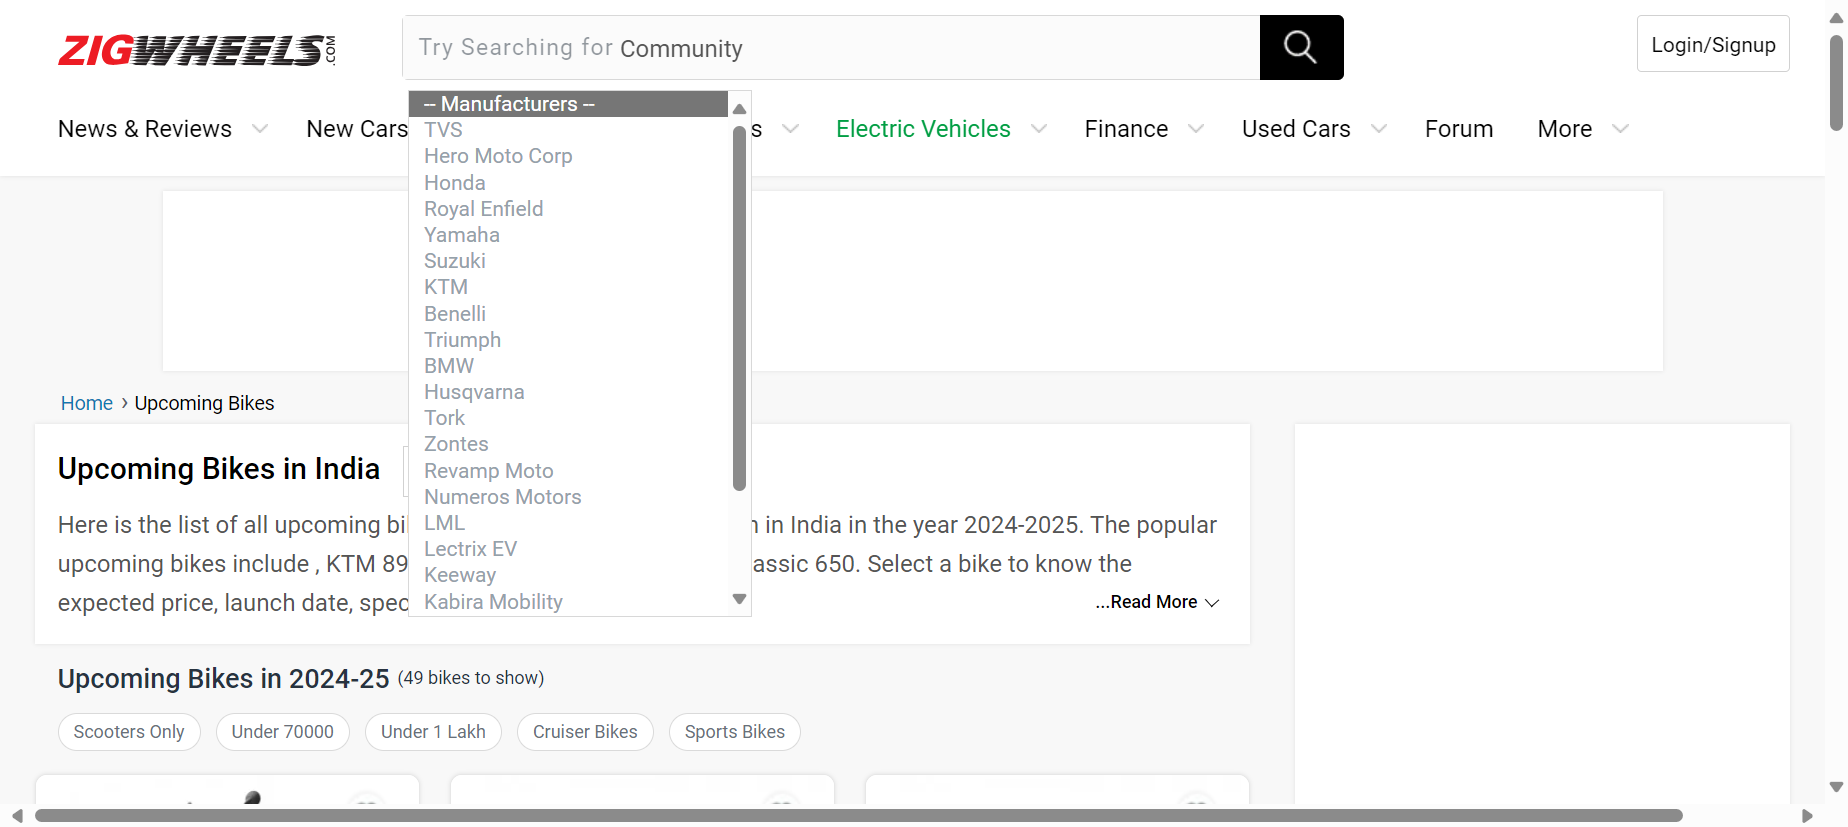 ZIGWHEELS.COM
Try Searching for Community
Login/Signup
News & Reviews New Cars s Electric Vehicles Finance Used Cars Forum More
-- Manufacturers --
TVS
Hero Moto Corp
Honda
Royal Enfield
Yamaha
Suzuki
KTM
Benelli
Triumph
BMW
Husqvarna
Tork
Zontes
Revamp Moto
Numeros Motors
LML
Lectrix EV
Keeway
Kabira Mobility
Home › Upcoming Bikes
Upcoming Bikes in India
Here is the list of all upcoming bi in India in the year 2024-2025. The popular
upcoming bikes include , KTM 89 assic 650. Select a bike to know the
expected price, launch date, spec ...Read More
Upcoming Bikes in 2024-25 (49 bikes to show)
Scooters Only Under 70000 Under 1 Lakh Cruiser Bikes Sports Bikes